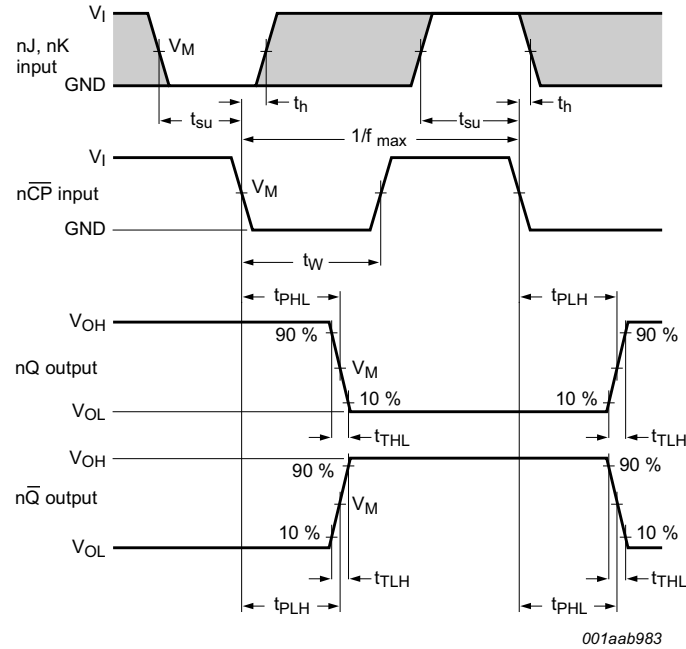 V_I
nJ, nK
input
V_M
GND
t_h
t_h
t_su
t_su
1/f_max
V_I
nC̅P̅ input
V_M
GND
t_W
t_PHL
t_PLH
V_OH
90 %
90 %
nQ output
V_M
10 %
10 %
V_OL
t_THL
t_TLH
V_OH
90 %
90 %
nQ̅ output
V_M
10 %
10 %
V_OL
t_TLH
t_THL
t_PLH
t_PHL
001aab983